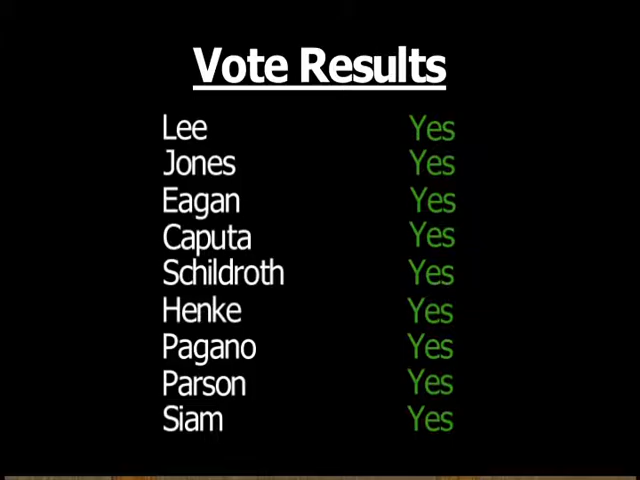 Vote Results
Lee Yes
Jones Yes
Eagan Yes
Caputa Yes
Schildroth Yes
Henke Yes
Pagano Yes
Parson Yes
Siam Yes